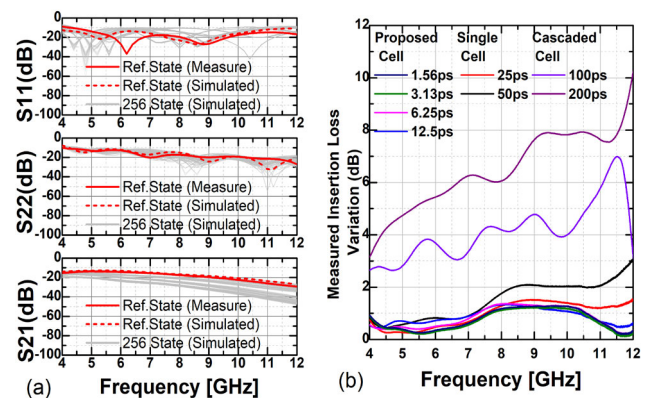 0
-20
-40
-60
-80
-100
S11(dB)
Ref.State (Measure)
Ref.State (Simulated)
256 State (Simulated)
4 5 6 7 8 9 10 11 12
0
-20
-40
-60
-80
-100
S22(dB)
Ref.State (Measure)
Ref.State (Simulated)
256 State (Simulated)
4 5 6 7 8 9 10 11 12
0
-20
-40
-60
-80
-100
S21(dB)
Ref.State (Measure)
Ref.State (Simulated)
256 State (Simulated)
4 5 6 7 8 9 10 11 12
(a) Frequency [GHz]
12
10
8
6
4
2
0
Measured Insertion Loss
Variation (dB)
Proposed Single Cascaded
Cell Cell Cell
1.56ps 25ps 100ps
3.13ps 50ps 200ps
6.25ps
12.5ps
4 5 6 7 8 9 10 11 12
(b) Frequency [GHz]